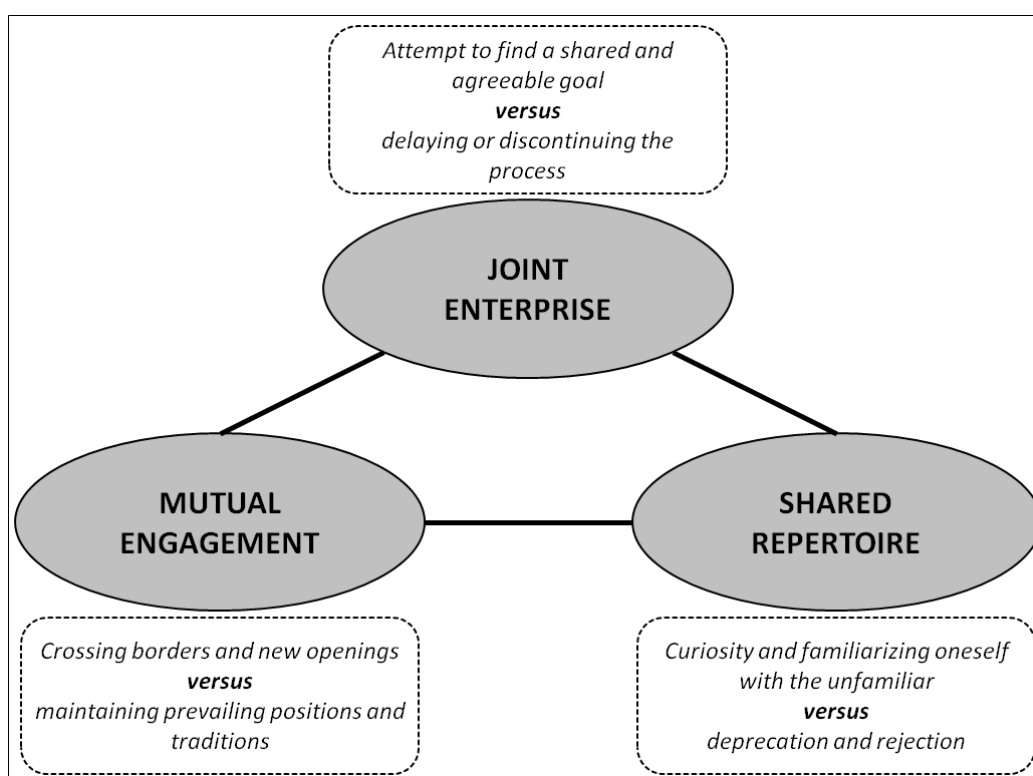 Attempt to find a shared and
agreeable goal
versus
delaying or discontinuing the
process
JOINT
ENTERPRISE
MUTUAL
ENGAGEMENT
SHARED
REPERTOIRE
Crossing borders and new openings
versus
maintaining prevailing positions and
traditions
Curiosity and familiarizing oneself
with the unfamiliar
versus
deprecation and rejection